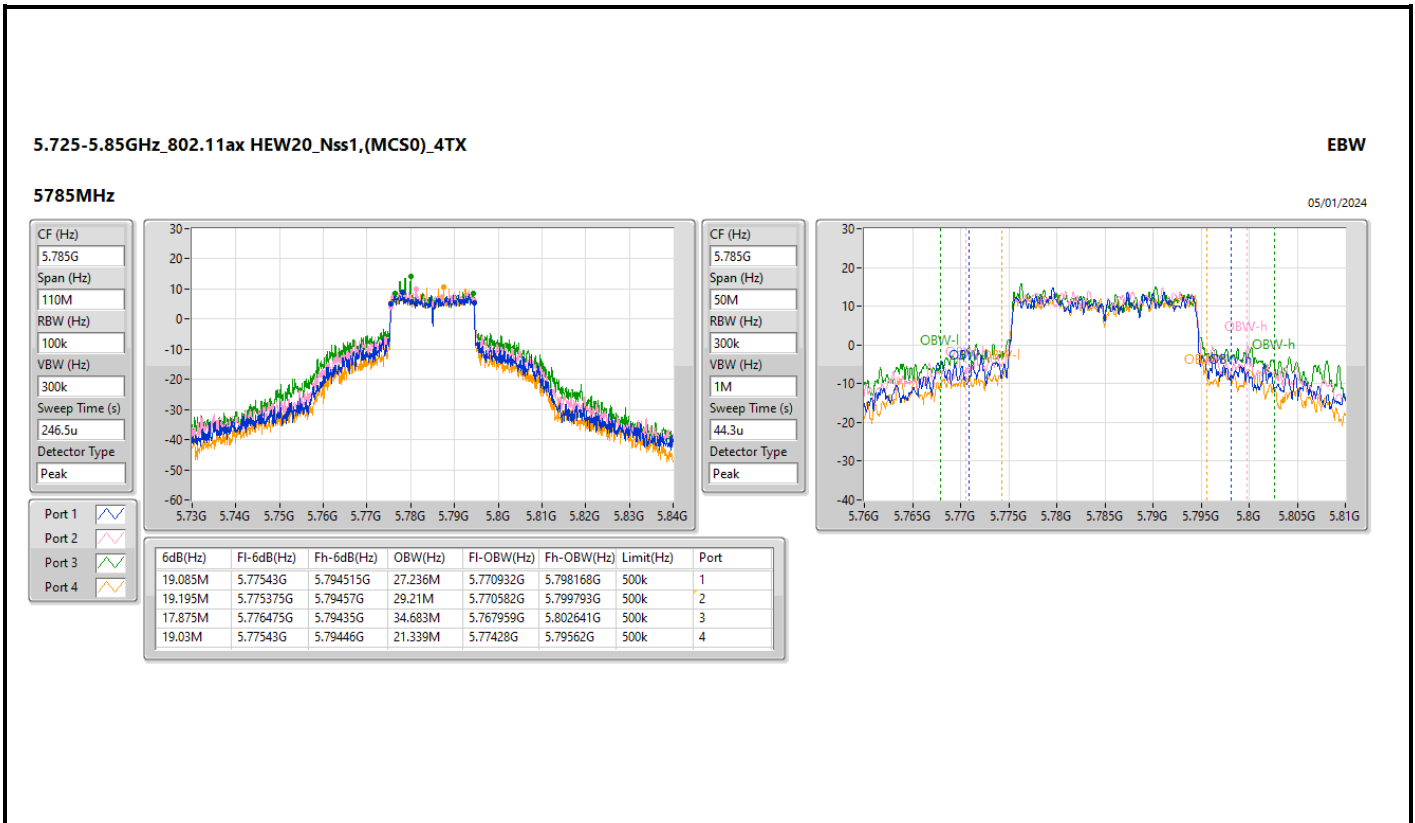 5.725-5.85GHz_802.11ax HEW20_Nss1,(MCS0)_4TX
EBW
5785MHz
05/01/2024
CF (Hz)
5.785G
Span (Hz)
110M
RBW (Hz)
100k
VBW (Hz)
300k
Sweep Time (s)
246.5u
Detector Type
Peak
30
20
10
0
-10
-20
-30
-40
-50
-60
5.73G 5.74G 5.75G 5.76G 5.77G 5.78G 5.79G 5.8G 5.81G 5.82G 5.83G 5.84G
CF (Hz)
5.785G
Span (Hz)
50M
RBW (Hz)
300k
VBW (Hz)
1M
Sweep Time (s)
44.3u
Detector Type
Peak
30
20
10
0
-10
-20
-30
-40
OBW-h
OBW-l
OBW-h
5.76G 5.765G 5.77G 5.775G 5.78G 5.785G 5.79G 5.795G 5.8G 5.805G 5.81G
Port 1
Port 2
Port 3
Port 4
6dB(Hz) Fl-6dB(Hz) Fh-6dB(Hz) OBW(Hz) Fl-OBW(Hz) Fh-OBW(Hz) Limit(Hz) Port
19.085M 5.77543G 5.794515G 27.236M 5.770932G 5.798168G 500k 1
19.195M 5.775375G 5.79457G 29.21M 5.770582G 5.799793G 500k 2
17.875M 5.776475G 5.79435G 34.683M 5.767959G 5.802641G 500k 3
19.03M 5.77543G 5.79446G 21.339M 5.77428G 5.79562G 500k 4